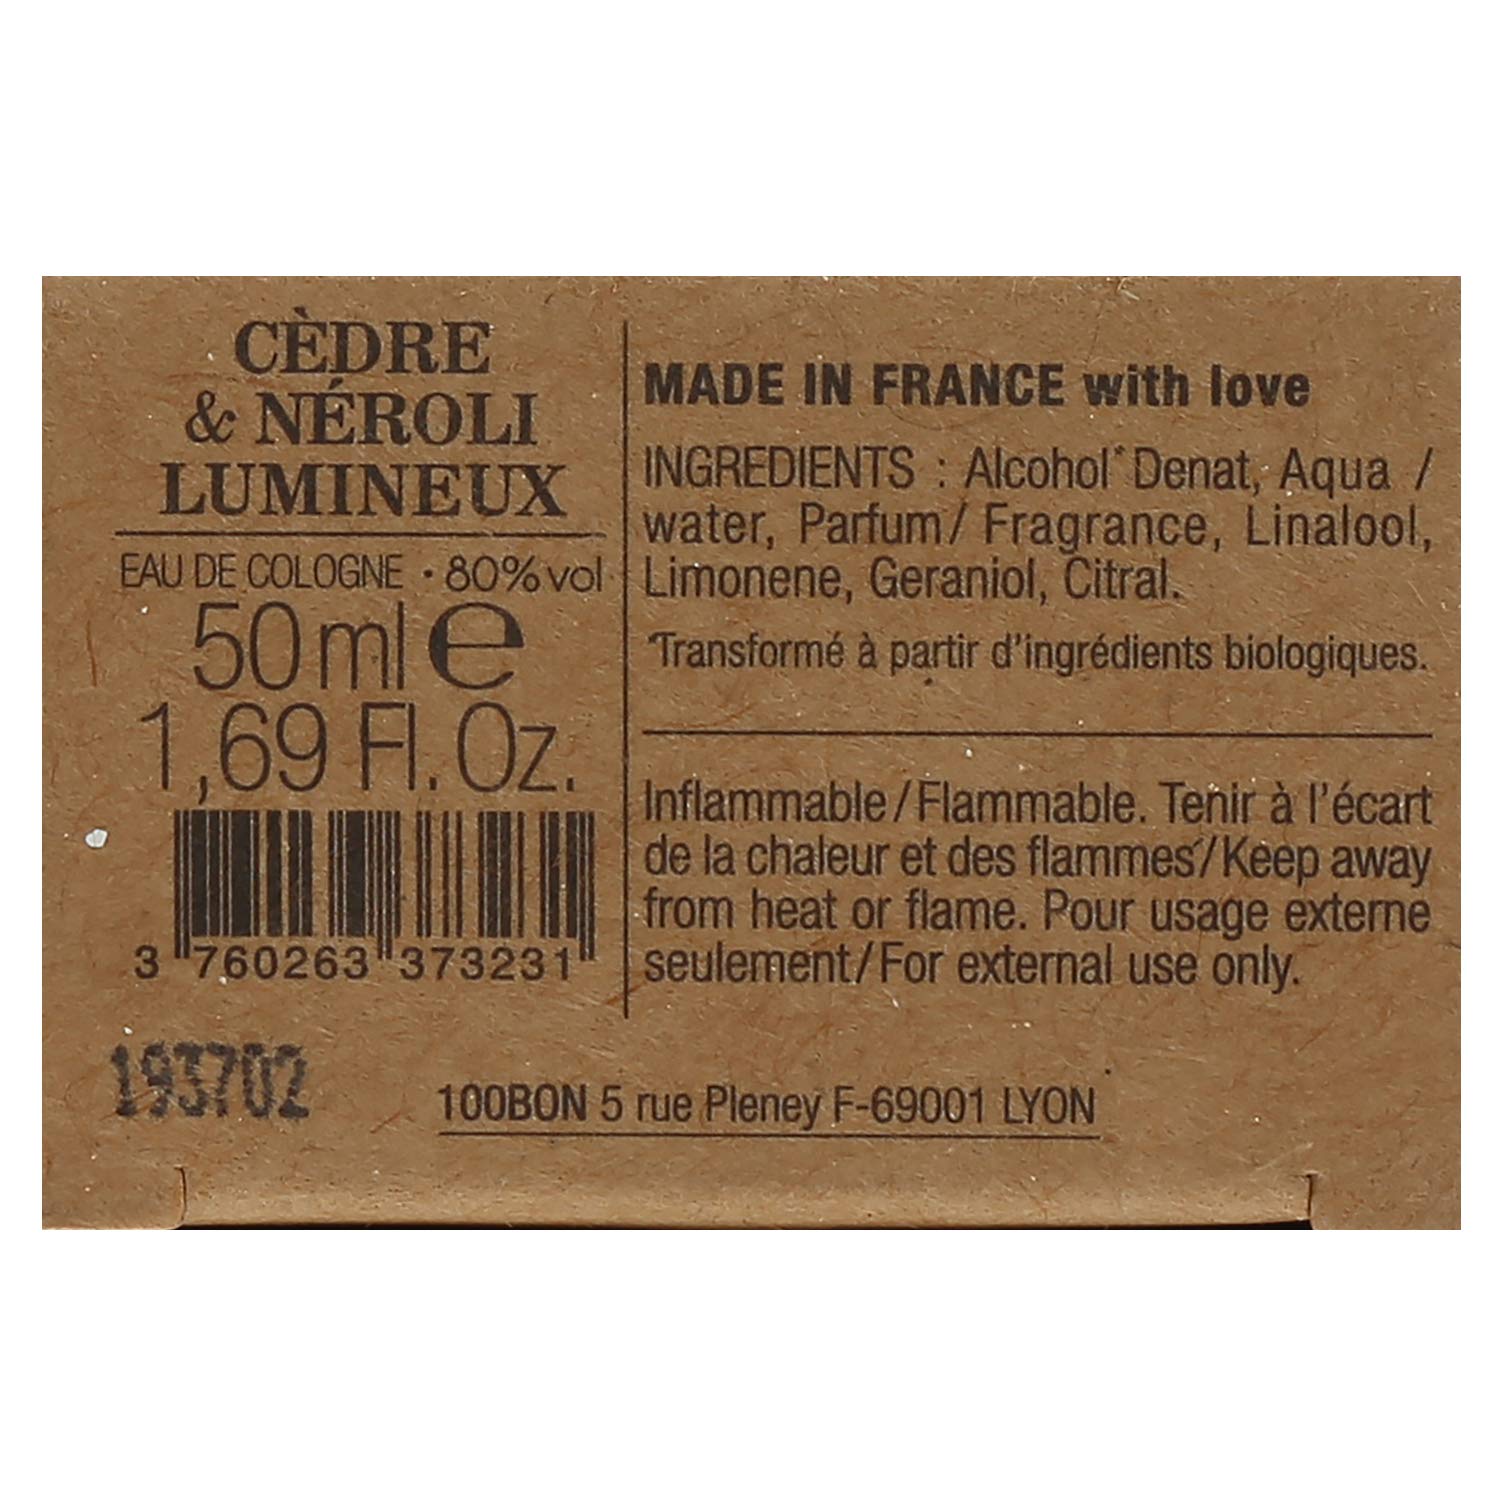 CÈDRE
& NÉROLI
LUMINEUX
EAU DE COLOGNE · 80% vol
50 ml e
1,69 Fl. Oz.
3 760263 373231
193702
MADE IN FRANCE with love
INGREDIENTS : Alcohol* Denat, Aqua /
water, Parfum/ Fragrance, Linalool,
Limonene, Geraniol, Citral.
*Transformé à partir d'ingrédients biologiques.
Inflammable/Flammable. Tenir à l'écart
de la chaleur et des flammes/Keep away
from heat or flame. Pour usage externe
seulement/For external use only.
100BON 5 rue Pleney F-69001 LYON